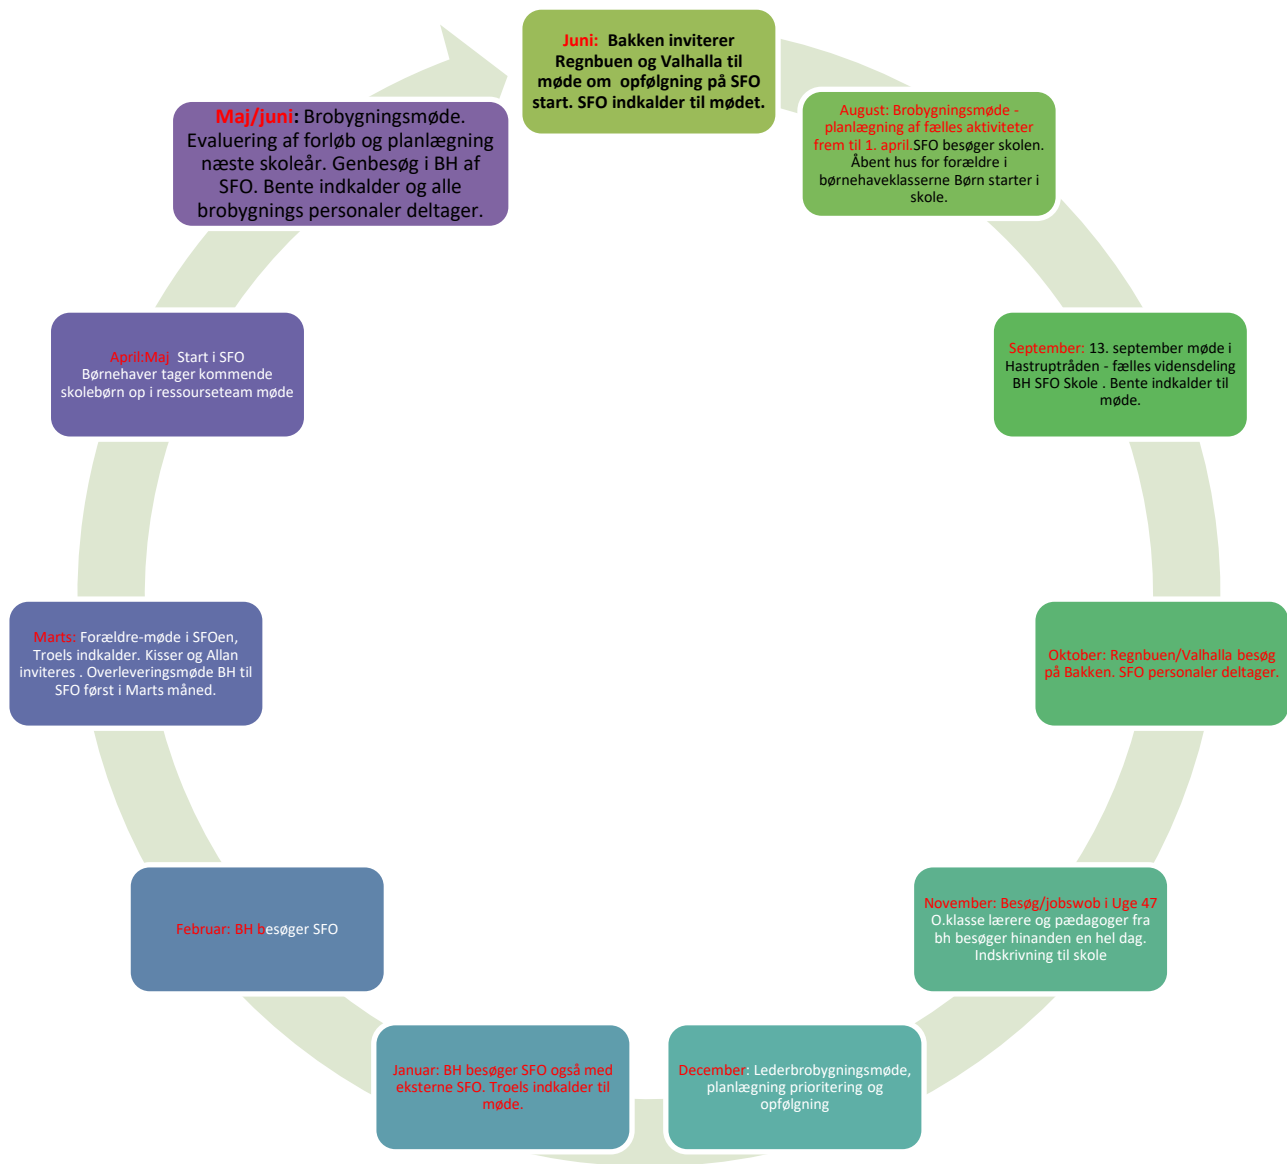 Juni: Bakken inviterer
Regnbuen og Valhalla til
møde om opfølgning på SFO
start. SFO indkalder til mødet.
August: Brobygningsmøde -
planlægning af fælles aktiviteter
frem til 1. april.SFO besøger skolen.
Åbent hus for forældre i
børnehaveklasserne Børn starter i
skole.
September: 13. september møde i
Hastruptråden - fælles vidensdeling
BH SFO Skole . Bente indkalder til
møde.
Oktober: Regnbuen/Valhalla besøg
på Bakken. SFO personaler deltager.
November: Besøg/jobswob i Uge 47
O.klasse lærere og pædagoger fra
bh besøger hinanden en hel dag.
Indskrivning til skole
December: Lederbrobygningsmøde,
planlægning prioritering og
opfølgning
Januar: BH besøger SFO også med
eksterne SFO. Troels indkalder til
møde.
Februar: BH besøger SFO
Marts: Forældre-møde i SFOen,
Troels indkalder. Kisser og Allan
inviteres . Overleveringsmøde BH til
SFO først i Marts måned.
April:Maj Start i SFO
Børnehaver tager kommende
skolebørn op i ressourseteam møde
Maj/juni: Brobygningsmøde.
Evaluering af forløb og planlægning
næste skoleår. Genbesøg i BH af
SFO. Bente indkalder og alle
brobygnings personaler deltager.